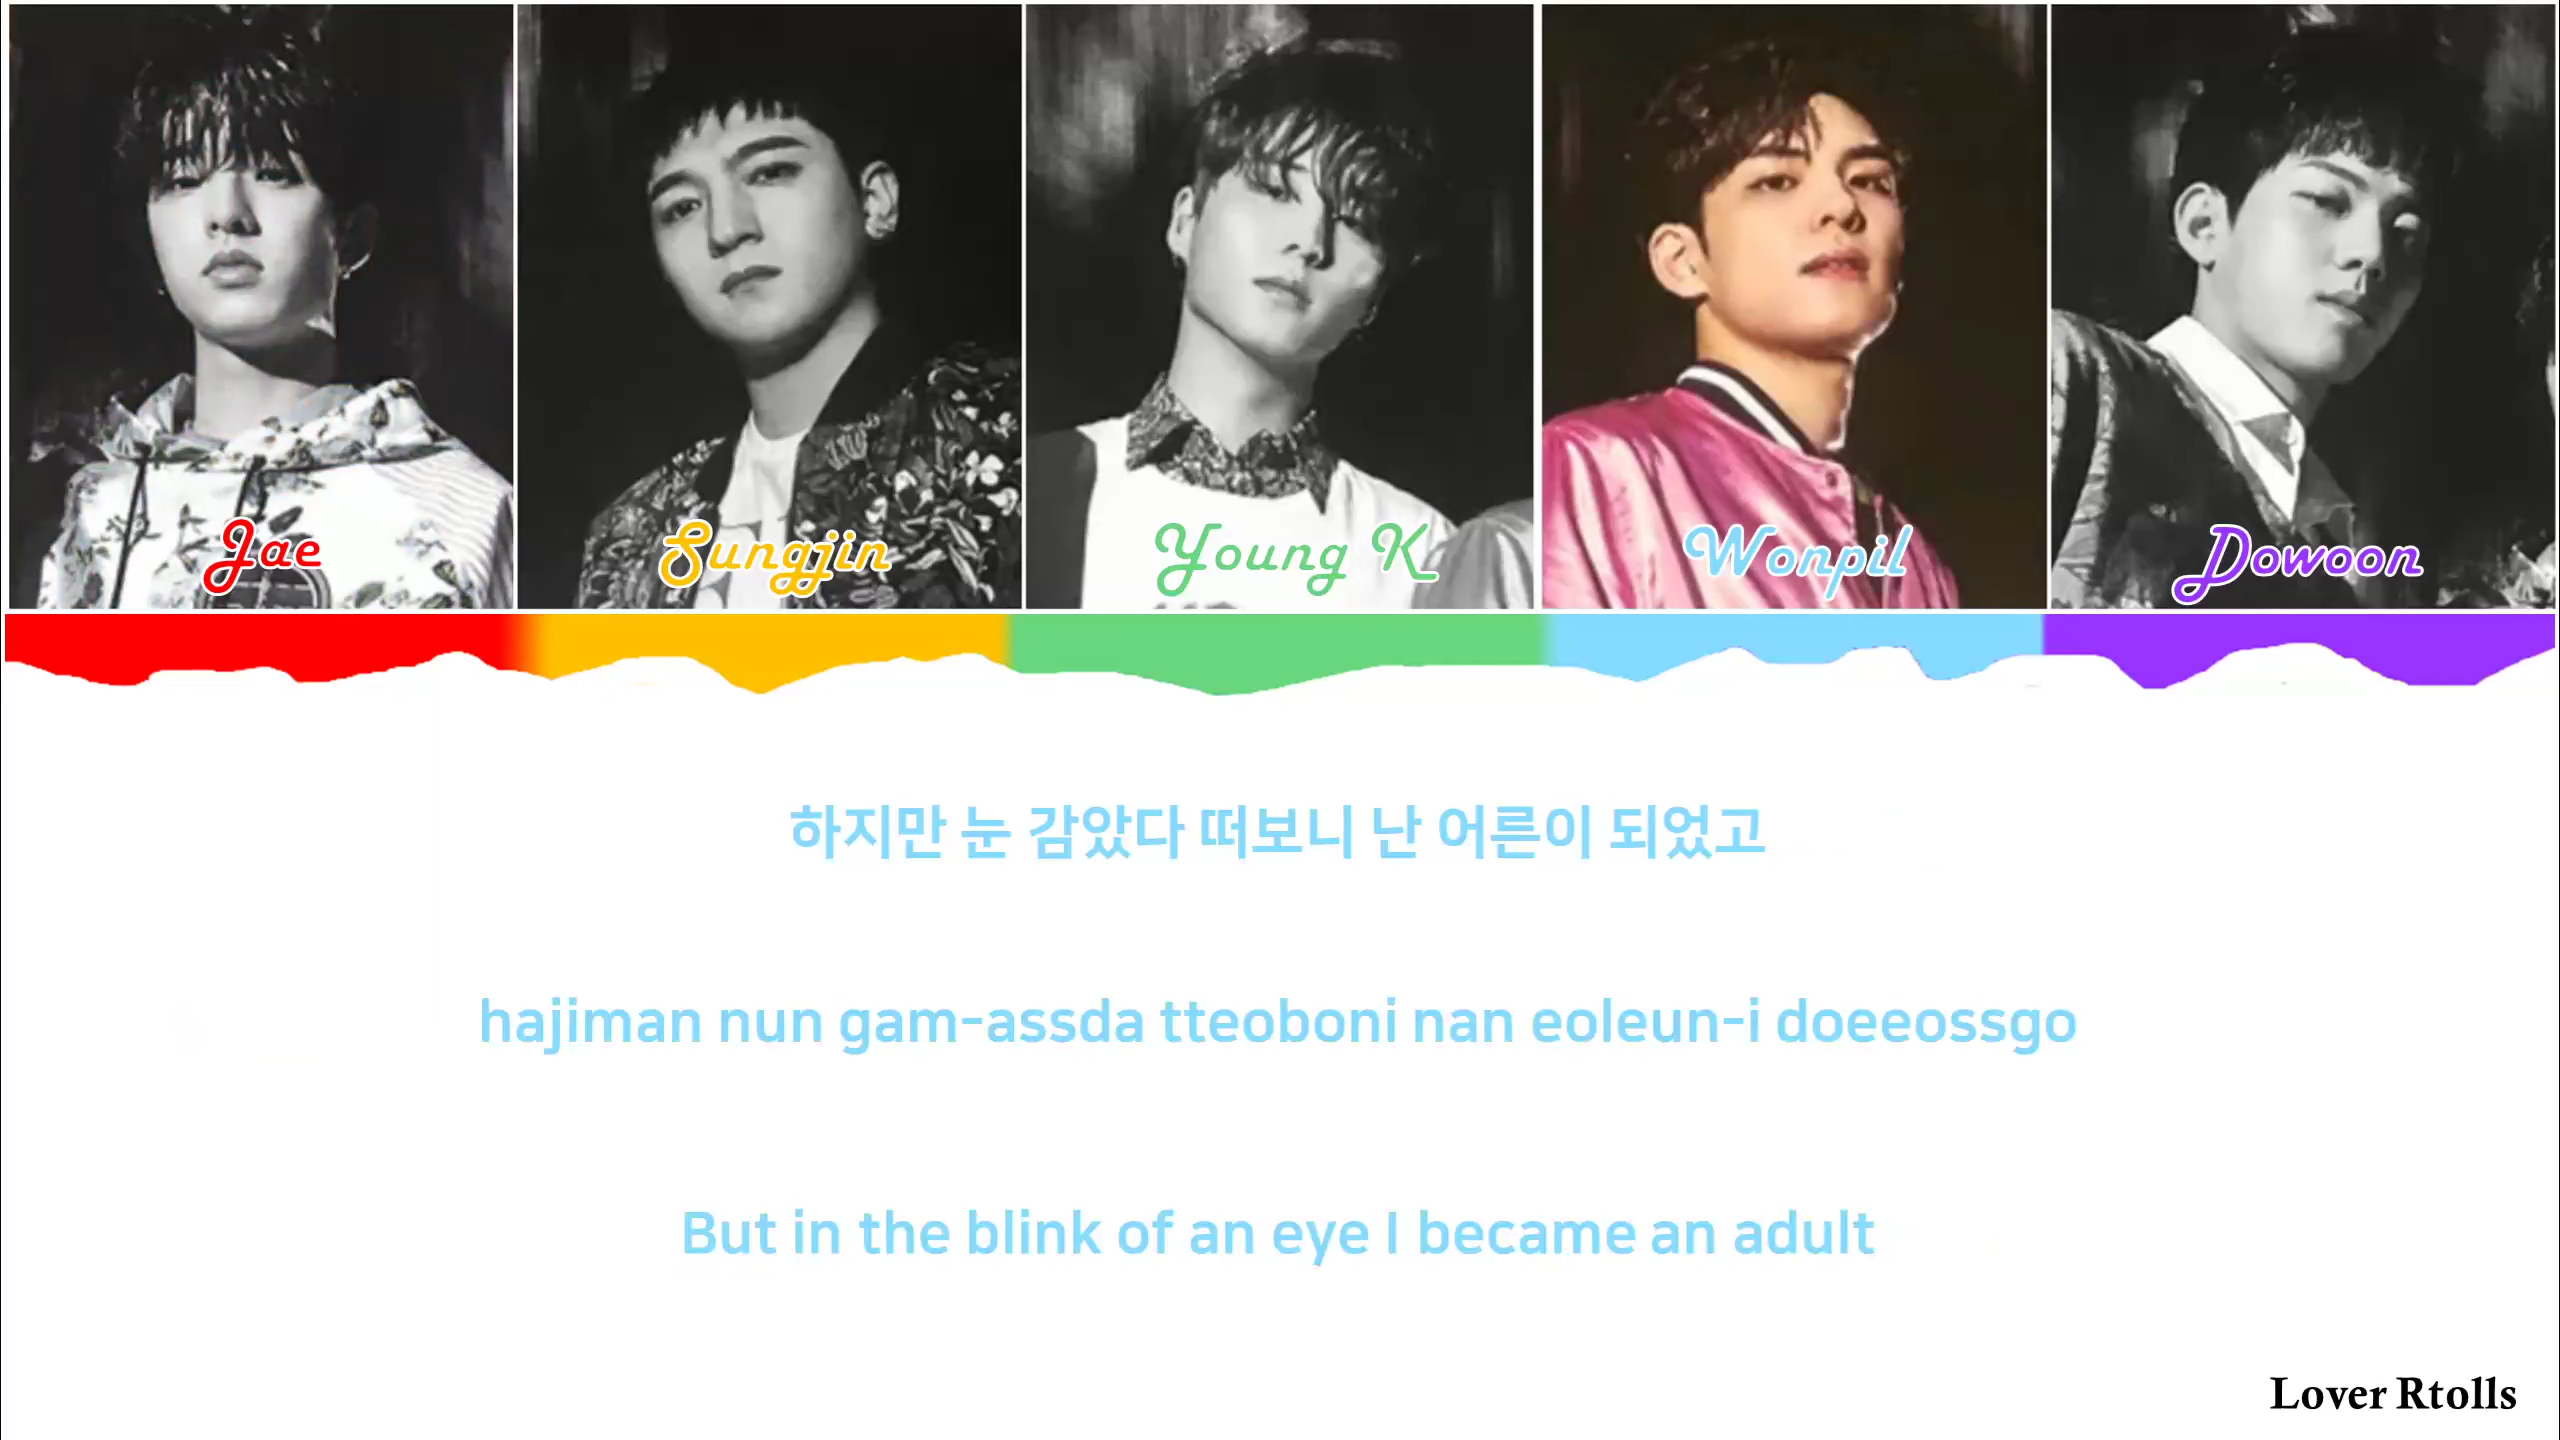 Jae
Sungjin
Young K
Wonpil
Dowoon
하지만 눈 감았다 떠보니 난 어른이 되었고
hajiman nun gam-assda tteoboni nan eoleun-i doeeossgo
But in the blink of an eye I became an adult
Lover Rtolls